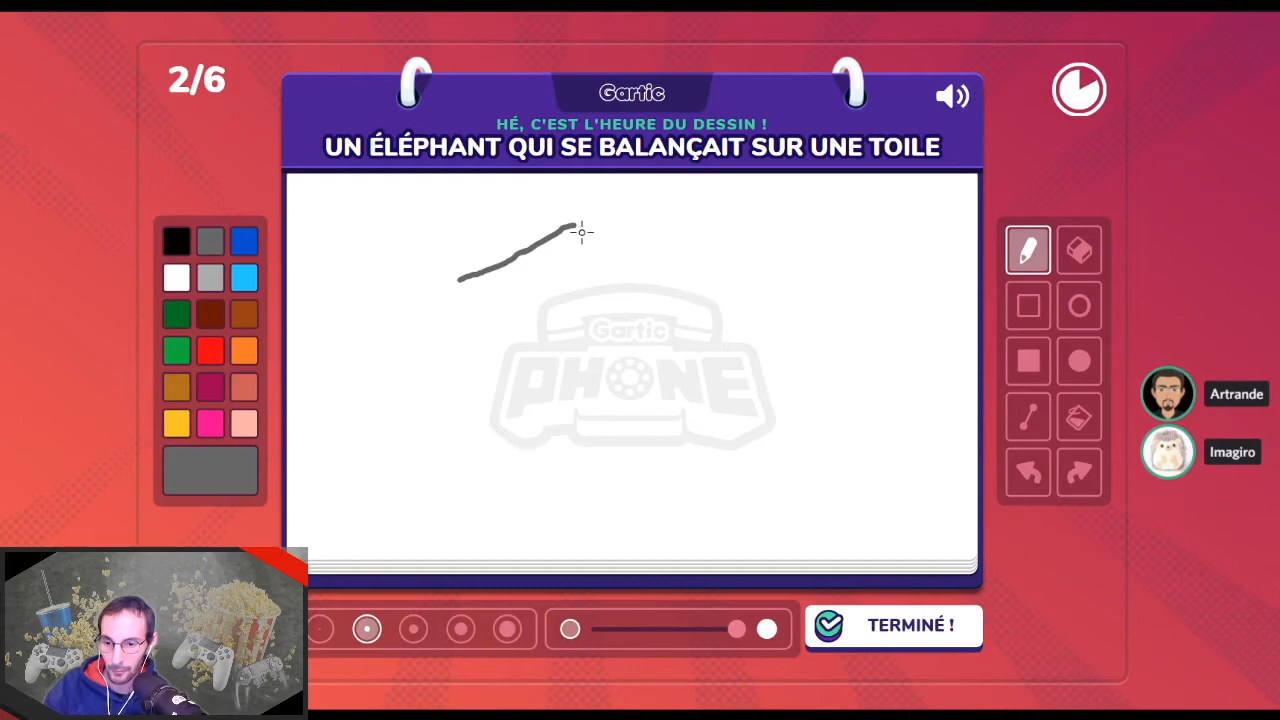 2/6
Gartic
HÉ, C'EST L'HEURE DU DESSIN !
UN ÉLÉPHANT QUI SE BALANÇAIT SUR UNE TOILE
Gartic
PHONE
Artrande
Imagiro
TERMINÉ !